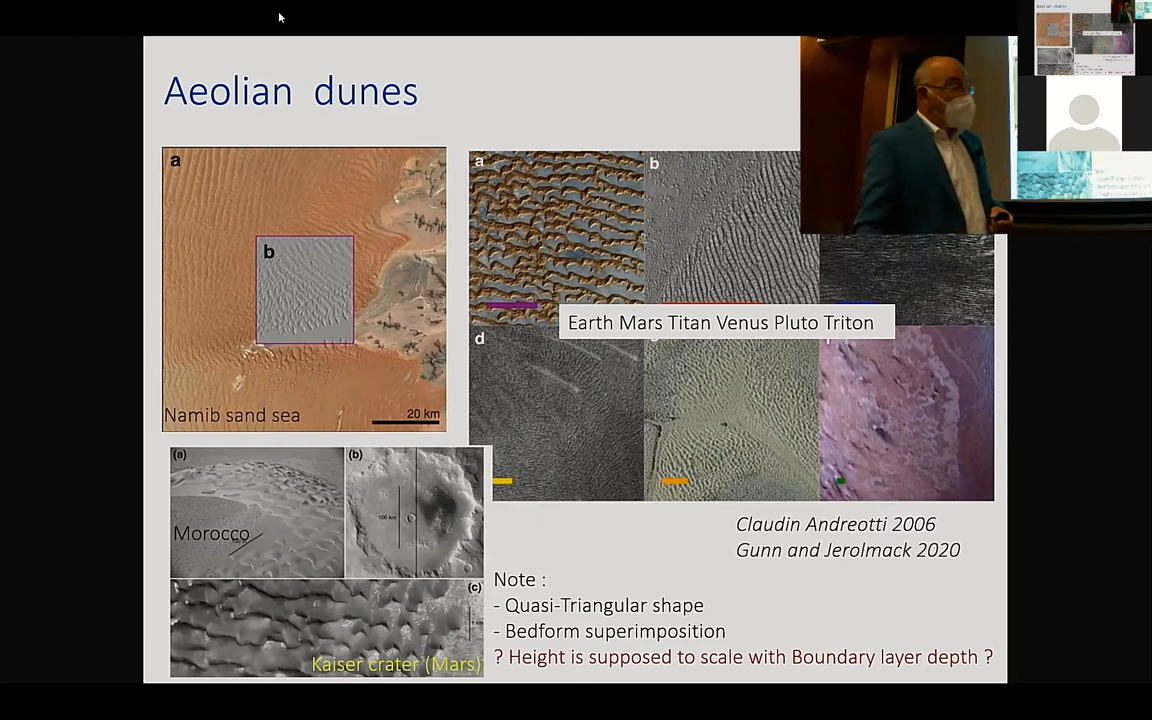 Aeolian dunes
a
b
Namib sand sea
20 km
a
b
Earth Mars Titan Venus Pluto Triton
d
(a)
Morocco
(b)
100 km
(c)
Kaiser crater (Mars)
Claudin Andreotti 2006
Gunn and Jerolmack 2020
Note :
- Quasi-Triangular shape
- Bedform superimposition
? Height is supposed to scale with Boundary layer depth ?